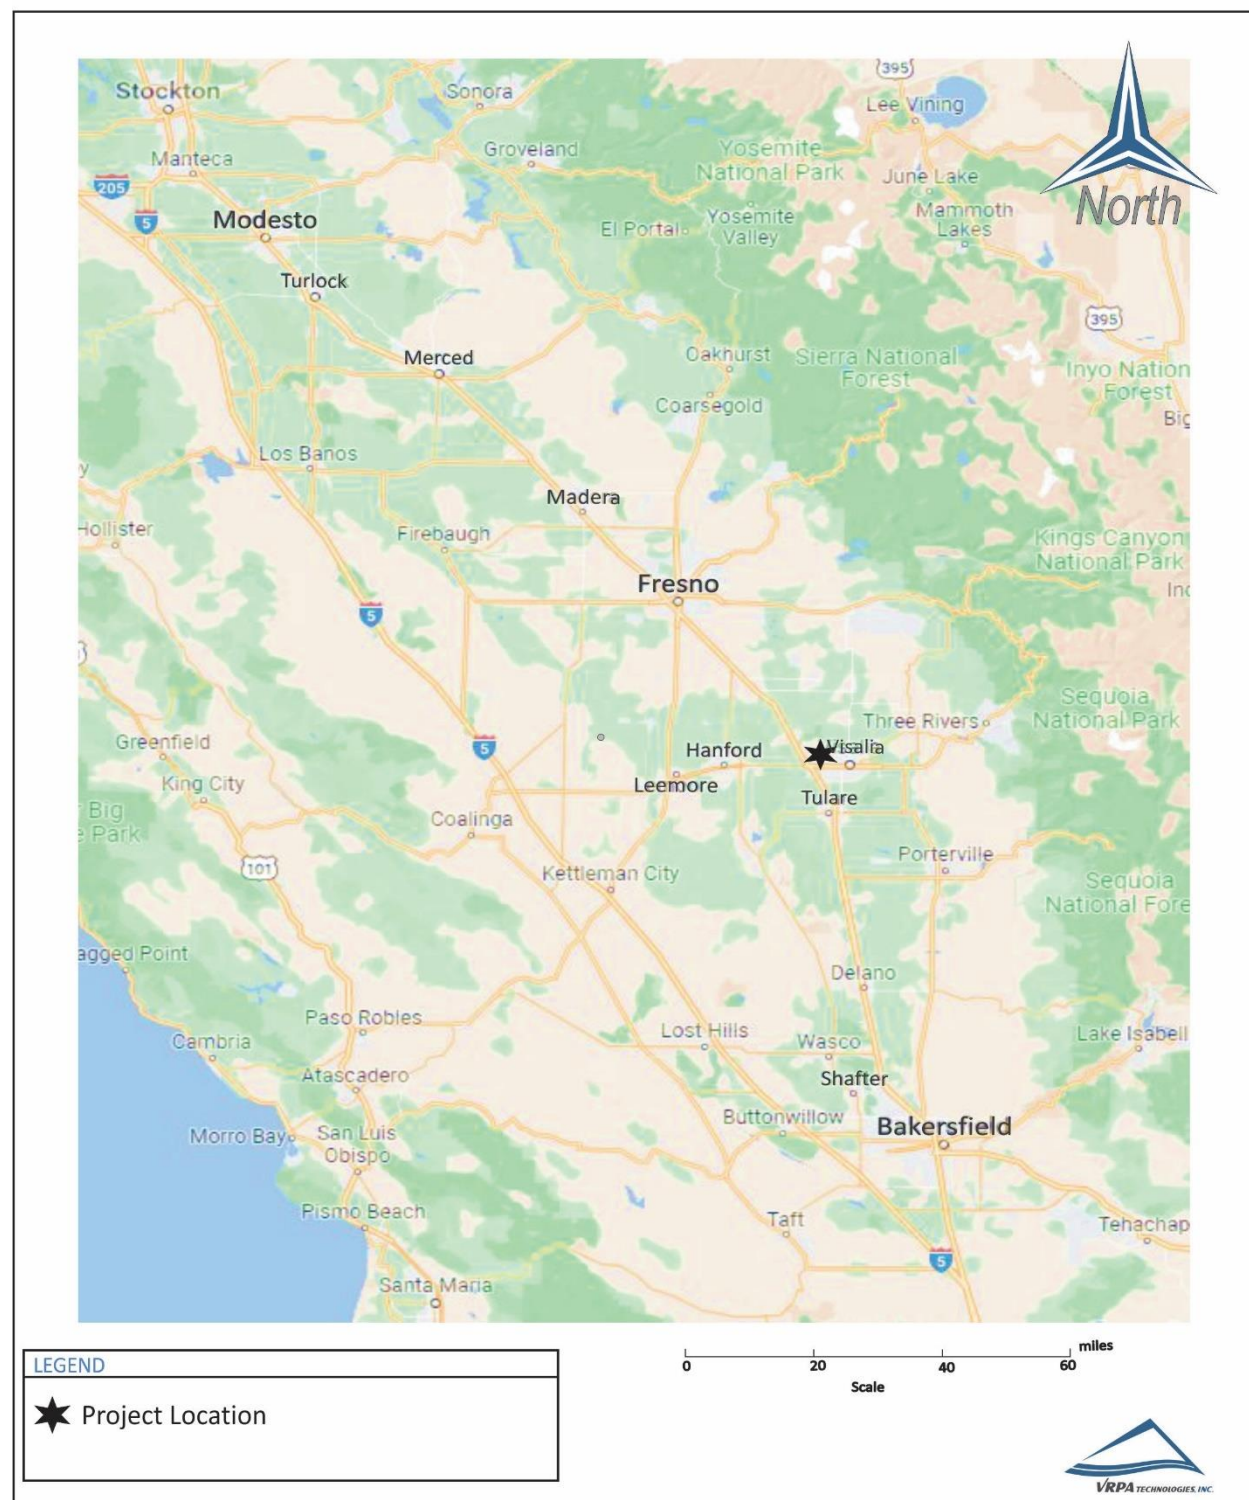 395
Stockton
Sonora
Lee Vining
Manteca
Groveland
Yosemite
National Park
205
June Lake
5
Modesto
El Portal
Yosemite
Valley
Mammoth
Lakes
North
Turlock
395
Merced
Oakhurst
Sierra National
Forest
Inyo Nation
Forest
Coarsegold
Big
Los Banos
y
Madera
Hollister
Firebaugh
Kings Canyon
National Park
Fresno
Inc
5
Sequoia
National Park
Three Rivers
Greenfield
5
Hanford
Visalia
King City
Leemore
Tulare
Big
e Park
Coalinga
101
Kettleman City
Porterville
Sequoia
National Fore
agged Point
Delano
Paso Robles
Lost Hills
Wasco
Lake Isabell
Cambria
Atascadero
Shafter
Buttonwillow
Bakersfield
Morro Bay
San Luis
Obispo
Pismo Beach
Taft
Tehachap
5
Santa Maria
LEGEND
Project Location
miles
0 20 40 60
Scale
VRPA TECHNOLOGIES, INC.